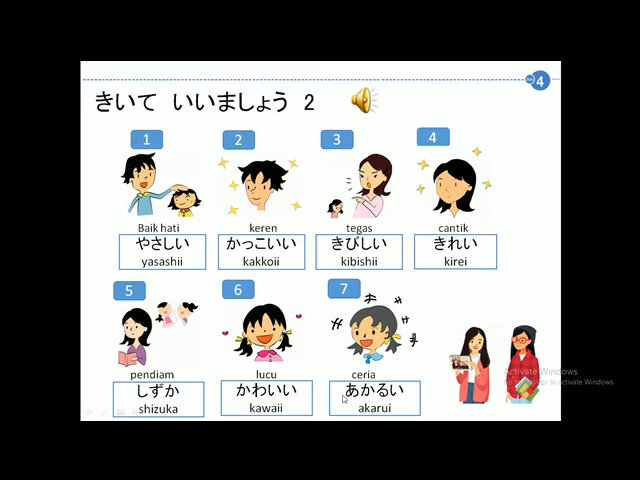 4
きいて いいましょう 2
1
2
3
4
Baik hati
keren
tegas
cantik
やさしい
かっこいい
きびしい
きれい
yasashii
kakkoii
kibishii
kirei
5
6
7
pendiam
lucu
ceria
しずか
かわいい
あかるい
shizuka
kawaii
akarui
Activate Windows
to activate Windows.